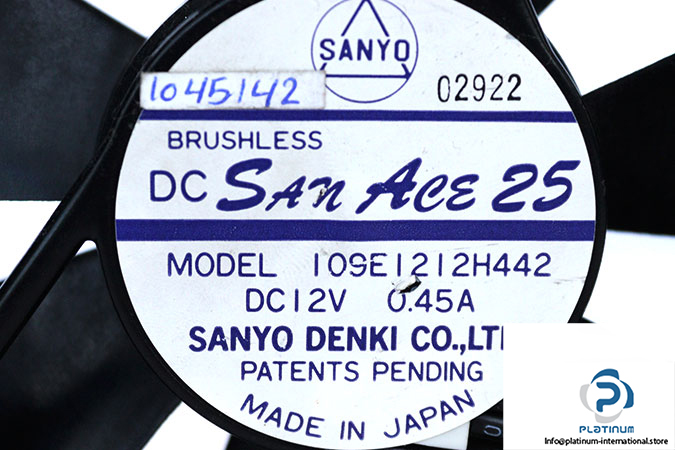 SANYO
1045142
02922
BRUSHLESS
DC SAN ACE 25
MODEL 109E1212H442
DC12V 0.45A
SANYO DENKI CO.,LT
PATENTS PENDING
MADE IN JAPAN
PLATINUM
Info@platinum-international.store